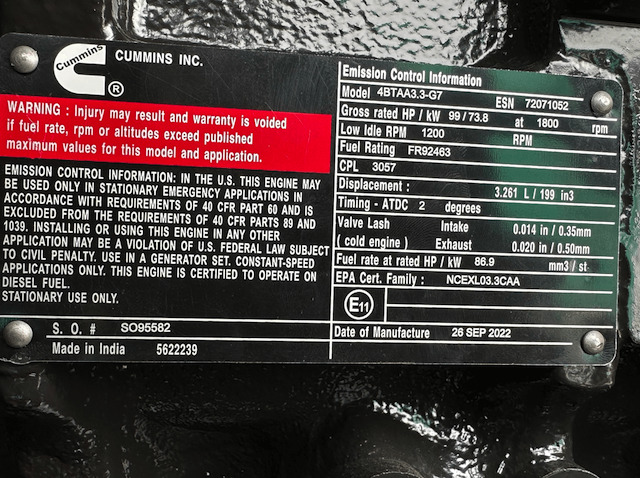 Cummins
®
CUMMINS INC.
WARNING : Injury may result and warranty is voided
if fuel rate, rpm or altitudes exceed published
maximum values for this model and application.
EMISSION CONTROL INFORMATION: IN THE U.S. THIS ENGINE MAY
BE USED ONLY IN STATIONARY EMERGENCY APPLICATIONS IN
ACCORDANCE WITH REQUIREMENTS OF 40 CFR PART 60 AND IS
EXCLUDED FROM THE REQUIREMENTS OF 40 CFR PARTS 89 AND
1039. INSTALLING OR USING THIS ENGINE IN ANY OTHER
APPLICATION MAY BE A VIOLATION OF U.S. FEDERAL LAW SUBJECT
TO CIVIL PENALTY. USE IN A GENERATOR SET. CONSTANT-SPEED
APPLICATIONS ONLY. THIS ENGINE IS CERTIFIED TO OPERATE ON
DIESEL FUEL.
STATIONARY USE ONLY.
S. O. # SO95582
Made in India 5622239
Emission Control Information
Model 4BTAA3.3-G7 ESN 72071052
Gross rated HP / kW 99 / 73.8 at 1800 rpm
Low Idle RPM 1200 RPM
Fuel Rating FR92463
CPL 3057
Displacement : 3.261 L / 199 in3
Timing - ATDC 2 degrees
Valve Lash Intake 0.014 in / 0.35mm
( cold engine ) Exhaust 0.020 in / 0.50mm
Fuel rate at rated HP / kW 86.9 mm3 / st
EPA Cert. Family : NCEXL03.3CAA
E11
Date of Manufacture 26 SEP 2022